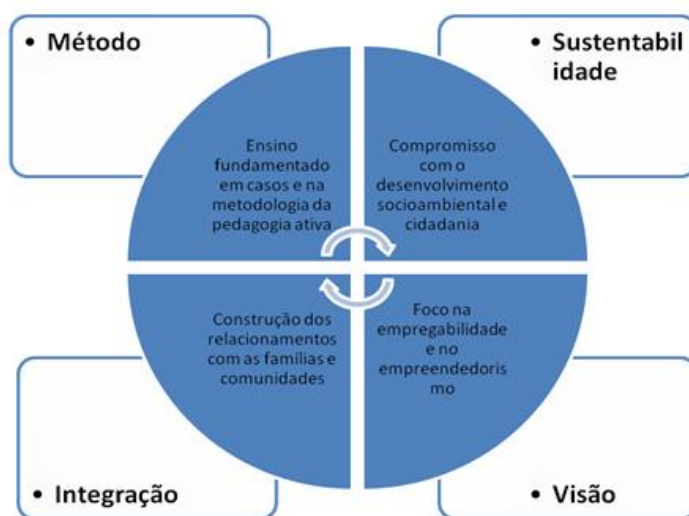 • Método
• Sustentabil
idade
Ensino
fundamentado
em casos e na
metodologia da
pedagogia ativa
Compromisso
com o
desenvolvimento
socioambiental e
cidadania
Construção dos
relacionamentos
com as famílias e
comunidades
Foco na
empregabilidade
e no
empreendedoris
mo
• Integração
• Visão